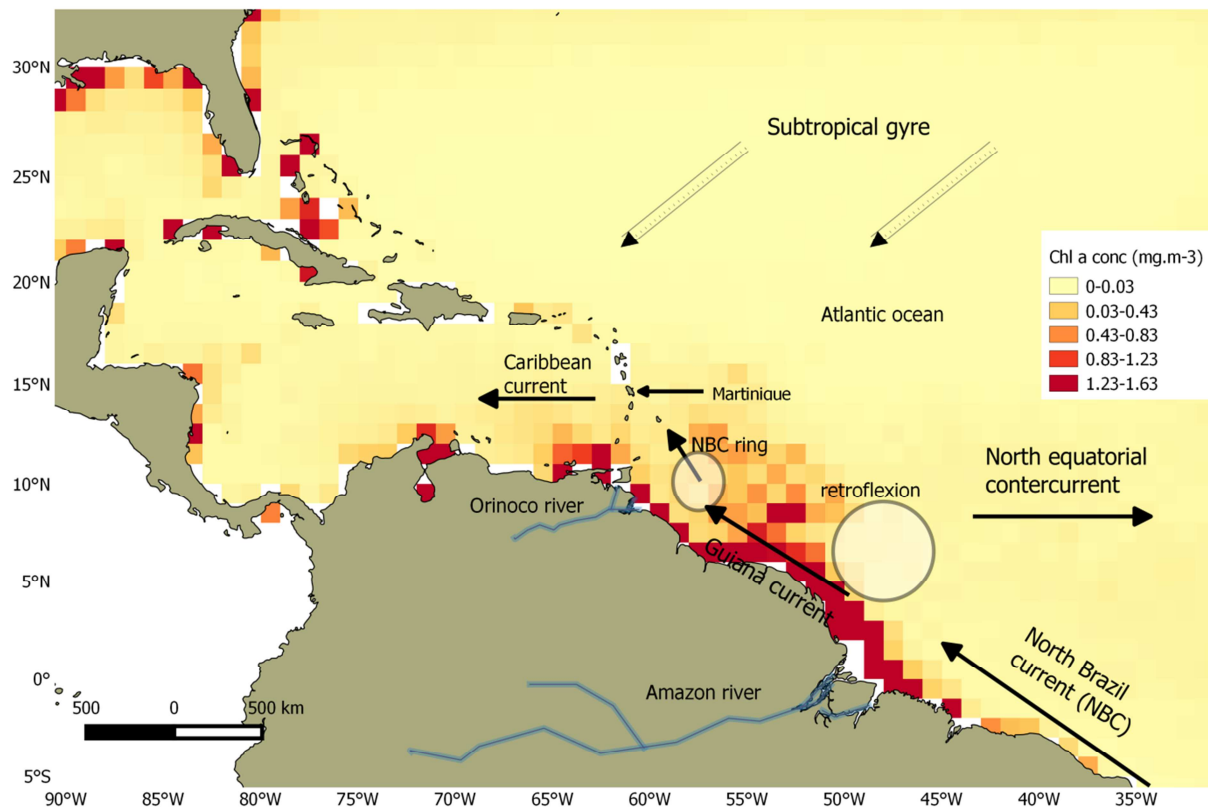 30°N
25°N
20°N
15°N
10°N
5°N
0°
5°S
Subtropical gyre
Chl a conc (mg.m-3)
0-0.03
0.03-0.43
0.43-0.83
0.83-1.23
1.23-1.63
Atlantic ocean
Caribbean
current
Martinique
NBC ring
North equatorial
contercurrent
retroflexion
Orinoco river
Guiana current
North Brazil
current (NBC)
Amazon river
500 0 500 km
90°W 85°W 80°W 75°W 70°W 65°W 60°W 55°W 50°W 45°W 40°W 35°W